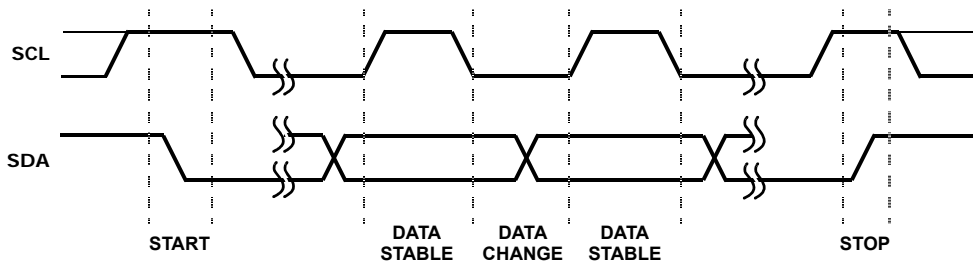 SCL
SDA
START
DATA
STABLE
DATA
CHANGE
DATA
STABLE
STOP